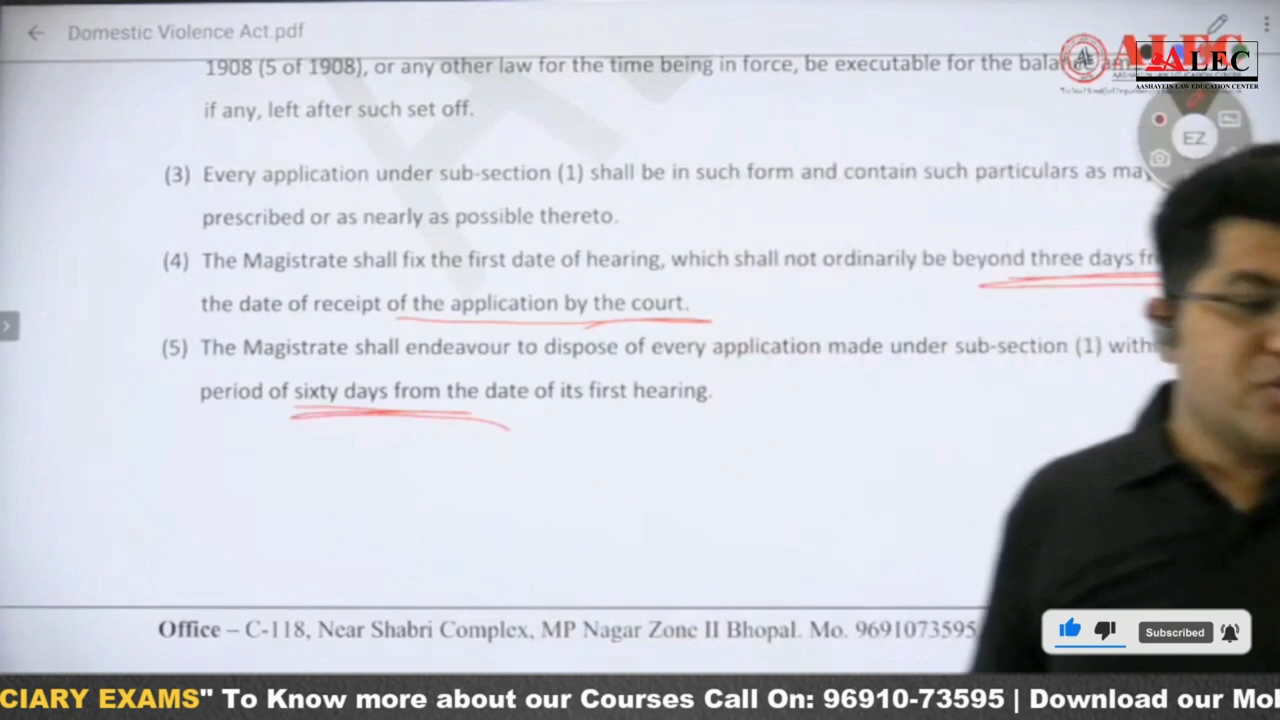 Domestic Violence Act.pdf
ALEC
AASHAYEIN LAW EDUCATION CENTER
1908 (5 of 1908), or any other law for the time being in force, be executable for the
if any, left after such set off.
EZ
(3) Every application under sub-section (1) shall be in such form and contain such particulars as
prescribed or as nearly as possible thereto.
(4) The Magistrate shall fix the first date of hearing, which shall not ordinarily be beyond three days
the date of receipt of the application by the court.
(5) The Magistrate shall endeavour to dispose of every application made under sub-section (1)
period of sixty days from the date of its first hearing.
Office – C-118, Near Shabri Complex, MP Nagar Zone II Bhopal. Mo. 9691073595
Subscribed
CIARY EXAMS" To Know more about our Courses Call On: 96910-73595 | Download our